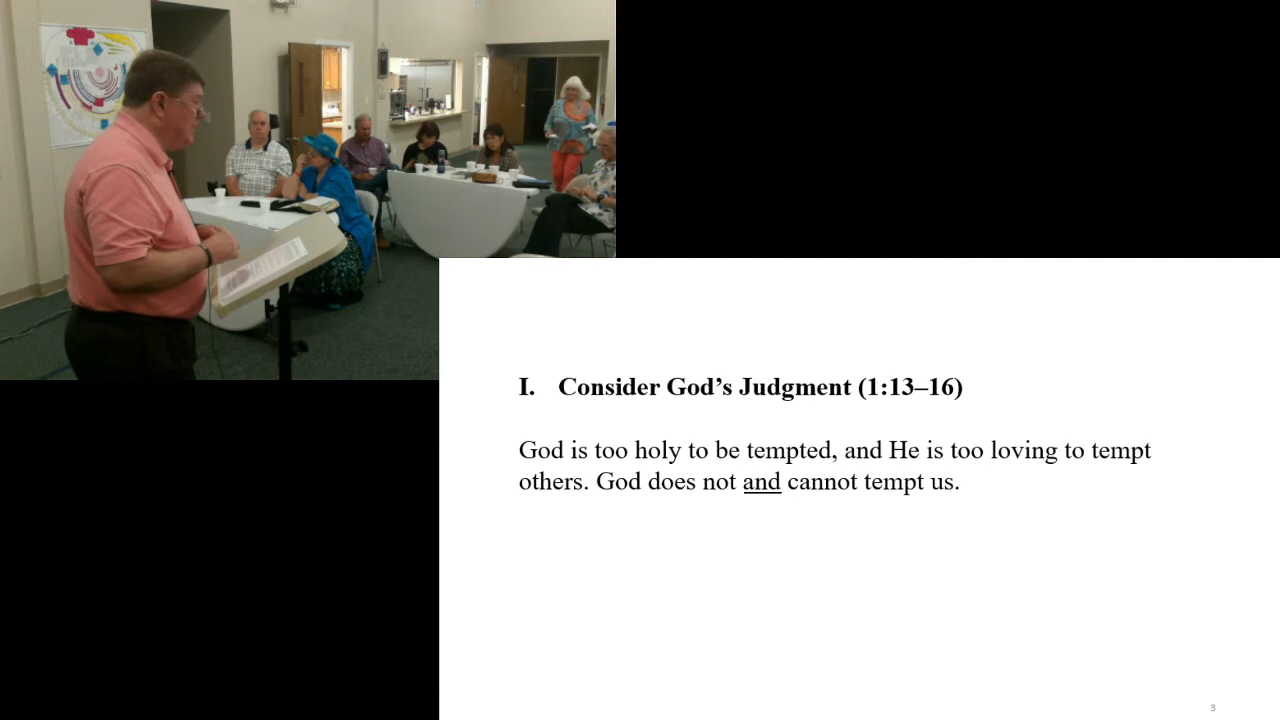 I. Consider God’s Judgment (1:13–16)
God is too holy to be tempted, and He is too loving to tempt
others. God does not and cannot tempt us.
3